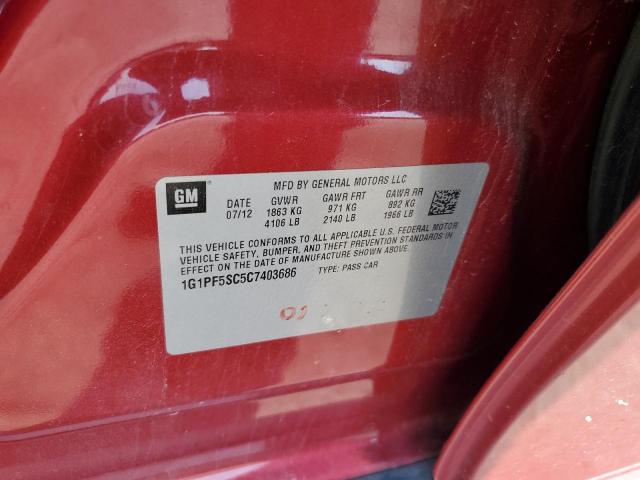 GM
MFD BY GENERAL MOTORS LLC
DATE GVWR GAWR FRT GAWR RR
07/12 1863 KG 971 KG 892 KG
4106 LB 2140 LB 1966 LB
THIS VEHICLE CONFORMS TO ALL APPLICABLE U.S. FEDERAL MOTOR
VEHICLE SAFETY, BUMPER, AND THEFT PREVENTION STANDARDS IN
EFFECT ON THE DATE OF MANUFACTURE SHOWN ABOVE.
1G1PF5SC5C7403686 TYPE: PASS CAR